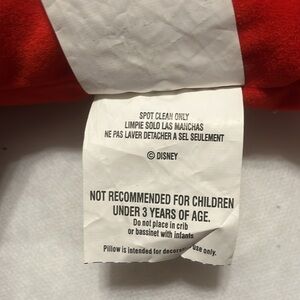 SPOT CLEAN ONLY
LIMPIE SOLO LAS MANCHAS
NE PAS LAVER DETACHER A SEL SEULEMENT
© DISNEY
NOT RECOMMENDED FOR CHILDREN
UNDER 3 YEARS OF AGE.
Do not place in crib
or bassinet with infants
Pillow is intended for use only.